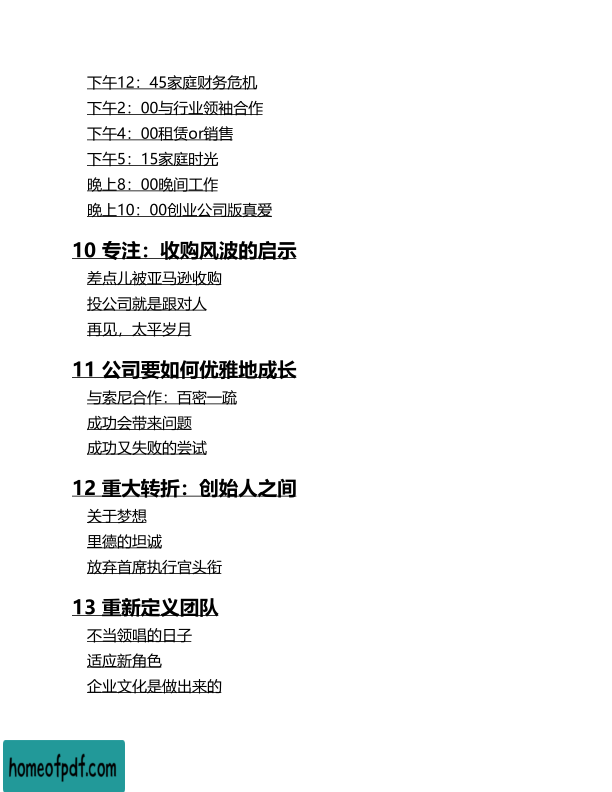 下午12：45家庭财务危机
下午2：00与行业领袖合作
下午4：00租赁or销售
下午5：15家庭时光
晚上8：00晚间工作
晚上10：00创业公司版真爱
10 专注：收购风波的启示
差点儿被亚马逊收购
投公司就是跟对人
再见，太平岁月
11 公司要如何优雅地成长
与索尼合作：百密一疏
成功会带来问题
成功又失败的尝试
12 重大转折：创始人之间
关于梦想
里德的坦诚
放弃首席执行官头衔
13 重新定义团队
不当领唱的日子
适应新角色
企业文化是做出来的
homeofpdf.com